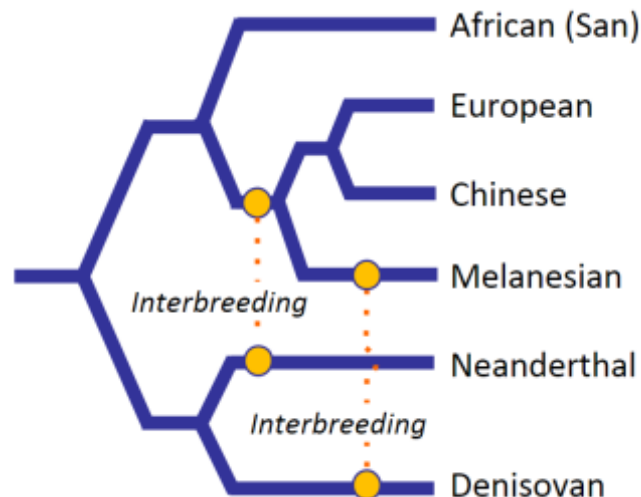 African (San)
European
Chinese
Melanesian
Interbreeding
Neanderthal
Interbreeding
Denisovan